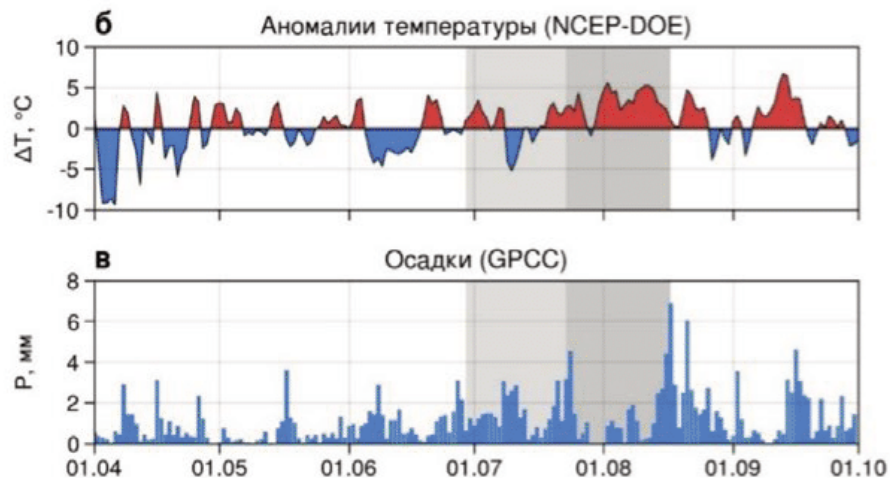 б
Аномалии температуры (NCEP-DOE)
10
5
0
-5
-10
ΔT, °C
в
Осадки (GPCC)
8
6
4
2
0
P, мм
01.04 01.05 01.06 01.07 01.08 01.09 01.10